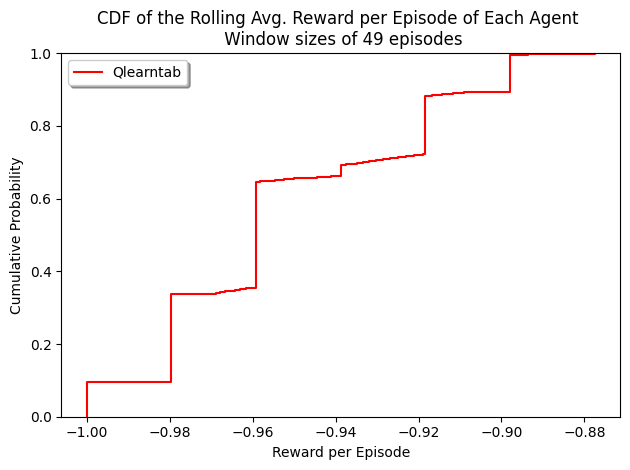 CDF of the Rolling Avg. Reward per Episode of Each Agent
Window sizes of 49 episodes
Qlearntab
1.0
0.8
0.6
0.4
0.2
0.0
Cumulative Probability
−1.00 −0.98 −0.96 −0.94 −0.92 −0.90 −0.88
Reward per Episode